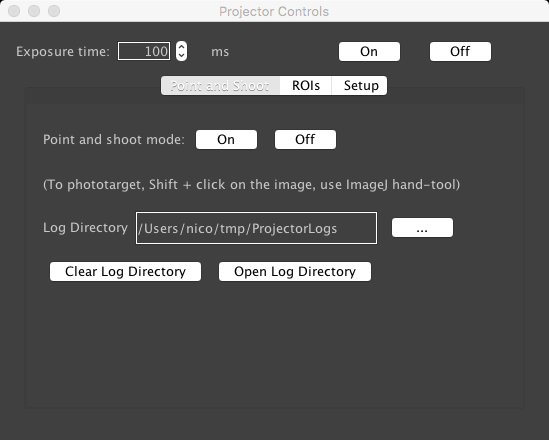 Projector Controls
Exposure time: 100 ms On Off
Point and Shoot ROIs Setup
Point and shoot mode: On Off
(To phototarget, Shift + click on the image, use ImageJ hand-tool)
Log Directory /Users/nico/tmp/ProjectorLogs ...
Clear Log Directory Open Log Directory